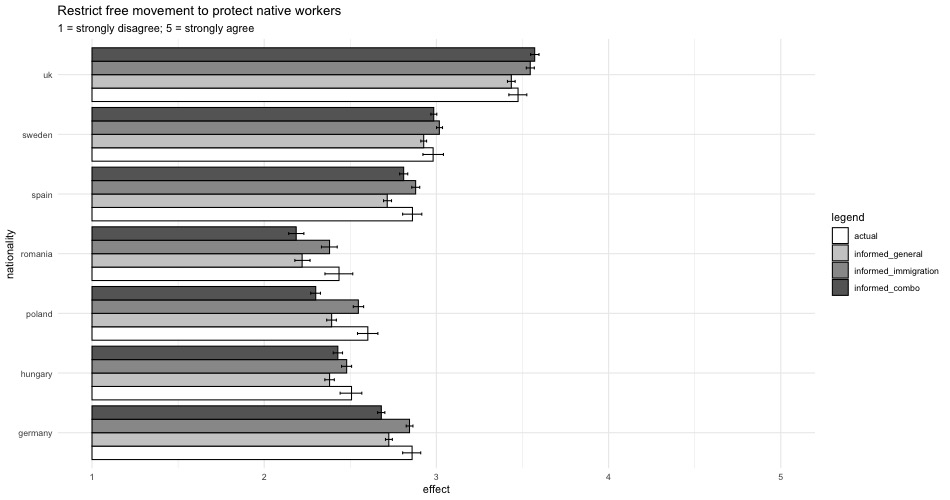 Restrict free movement to protect native workers
1 = strongly disagree; 5 = strongly agree
nationality
uk
sweden
spain
romania
poland
hungary
germany
1 2 3 4 5
effect
legend
actual
informed_general
informed_immigration
informed_combo